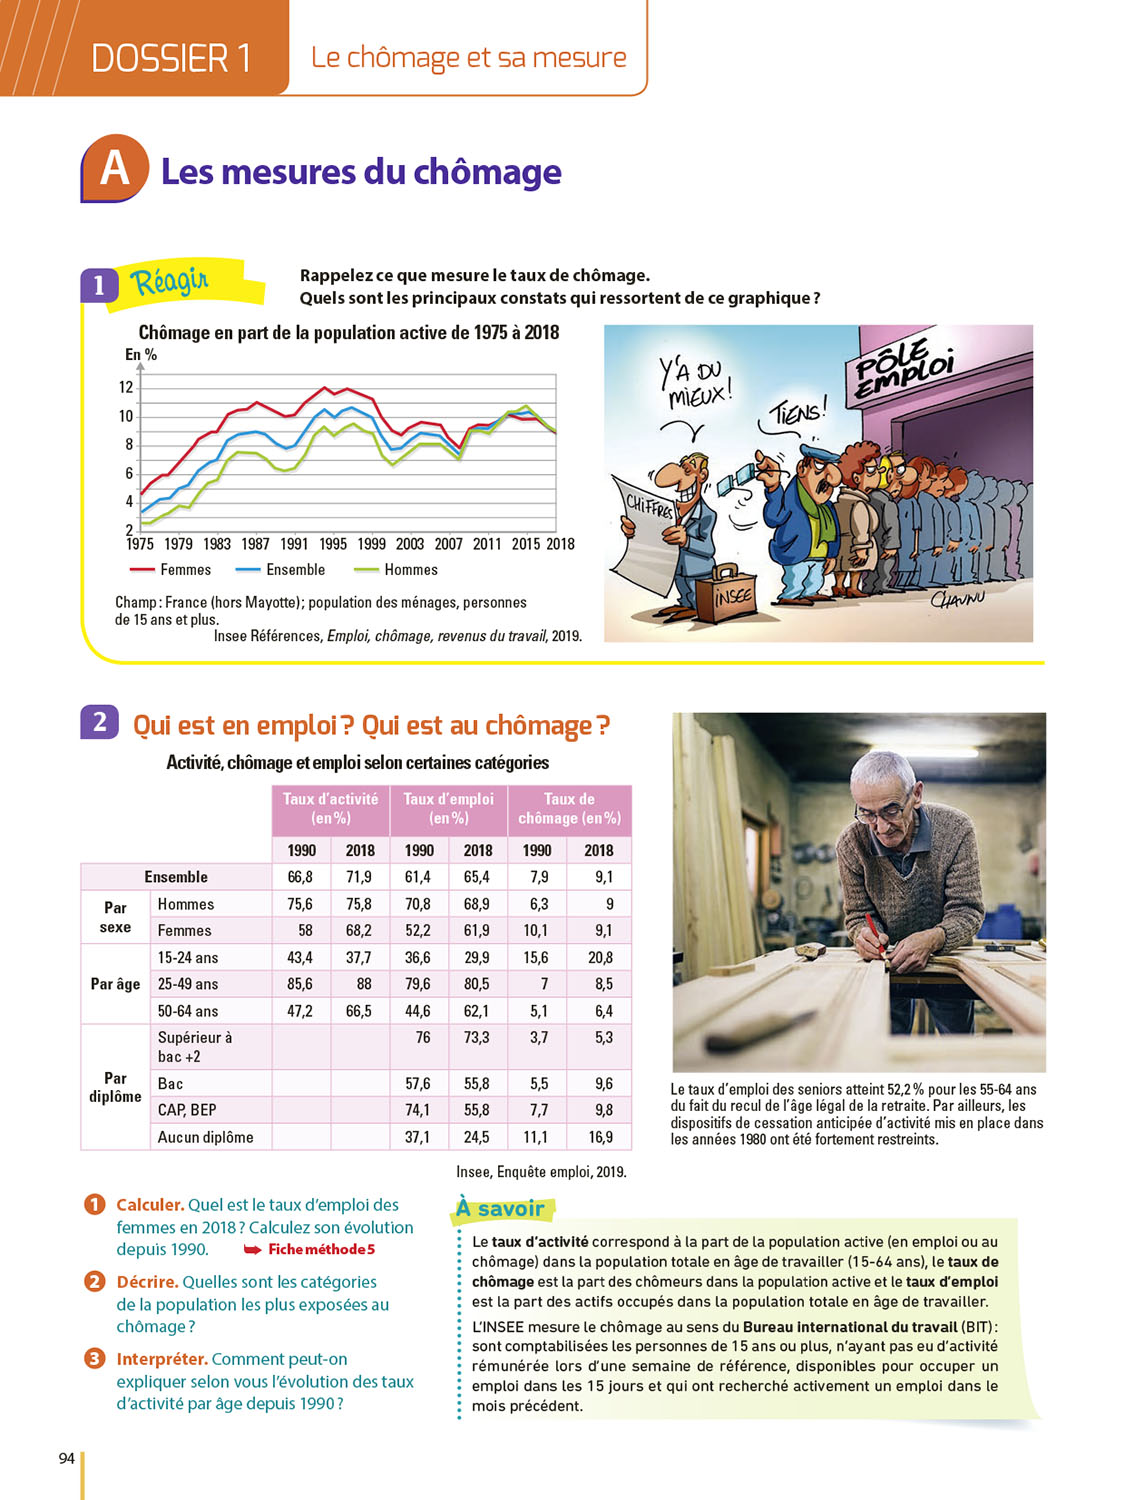 DOSSIER 1
Le chômage et sa mesure
A
Les mesures du chômage
1
Réagir
Rappelez ce que mesure le taux de chômage.
Quels sont les principaux constats qui ressortent de ce graphique ?
Chômage en part de la population active de 1975 à 2018
En %
12
10
8
6
4
2
1975 1979 1983 1987 1991 1995 1999 2003 2007 2011 2015 2018
Femmes Ensemble Hommes
Champ : France (hors Mayotte) ; population des ménages, personnes
de 15 ans et plus.
Insee Références, Emploi, chômage, revenus du travail, 2019.
PÔLE
EMPLOI
Y'A DU
MIEUX !
TIENS !
CHIFFRES
INSEE
CHAUNU
2
Qui est en emploi ? Qui est au chômage ?
Activité, chômage et emploi selon certaines catégories
Taux d'activité (en %) Taux d'emploi (en %) Taux de chômage (en %)
1990 2018 1990 2018 1990 2018
Ensemble 66,8 71,9 61,4 65,4 7,9 9,1
Par sexe
Hommes 75,6 75,8 70,8 68,9 6,3 9
Femmes 58 68,2 52,2 61,9 10,1 9,1
Par âge
15-24 ans 43,4 37,7 36,6 29,9 15,6 20,8
25-49 ans 85,6 88 79,6 80,5 7 8,5
50-64 ans 47,2 66,5 44,6 62,1 5,1 6,4
Par diplôme
Supérieur à bac +2 76 73,3 3,7 5,3
Bac 57,6 55,8 5,5 9,6
CAP, BEP 74,1 55,8 7,7 9,8
Aucun diplôme 37,1 24,5 11,1 16,9
Insee, Enquête emploi, 2019.
Le taux d'emploi des seniors atteint 52,2 % pour les 55-64 ans
du fait du recul de l'âge légal de la retraite. Par ailleurs, les
dispositifs de cessation anticipée d'activité mis en place dans
les années 1980 ont été fortement restreints.
1 Calculer. Quel est le taux d'emploi des
femmes en 2018 ? Calculez son évolution
depuis 1990. ➥ Fiche méthode 5
2 Décrire. Quelles sont les catégories
de la population les plus exposées au
chômage ?
3 Interpréter. Comment peut-on
expliquer selon vous l'évolution des taux
d'activité par âge depuis 1990 ?
À savoir
Le taux d'activité correspond à la part de la population active (en emploi ou au
chômage) dans la population totale en âge de travailler (15-64 ans), le taux de
chômage est la part des chômeurs dans la population active et le taux d'emploi
est la part des actifs occupés dans la population totale en âge de travailler.
L'INSEE mesure le chômage au sens du Bureau international du travail (BIT) :
sont comptabilisées les personnes de 15 ans ou plus, n'ayant pas eu d'activité
rémunérée lors d'une semaine de référence, disponibles pour occuper un
emploi dans les 15 jours et qui ont recherché activement un emploi dans le
mois précédent.
94